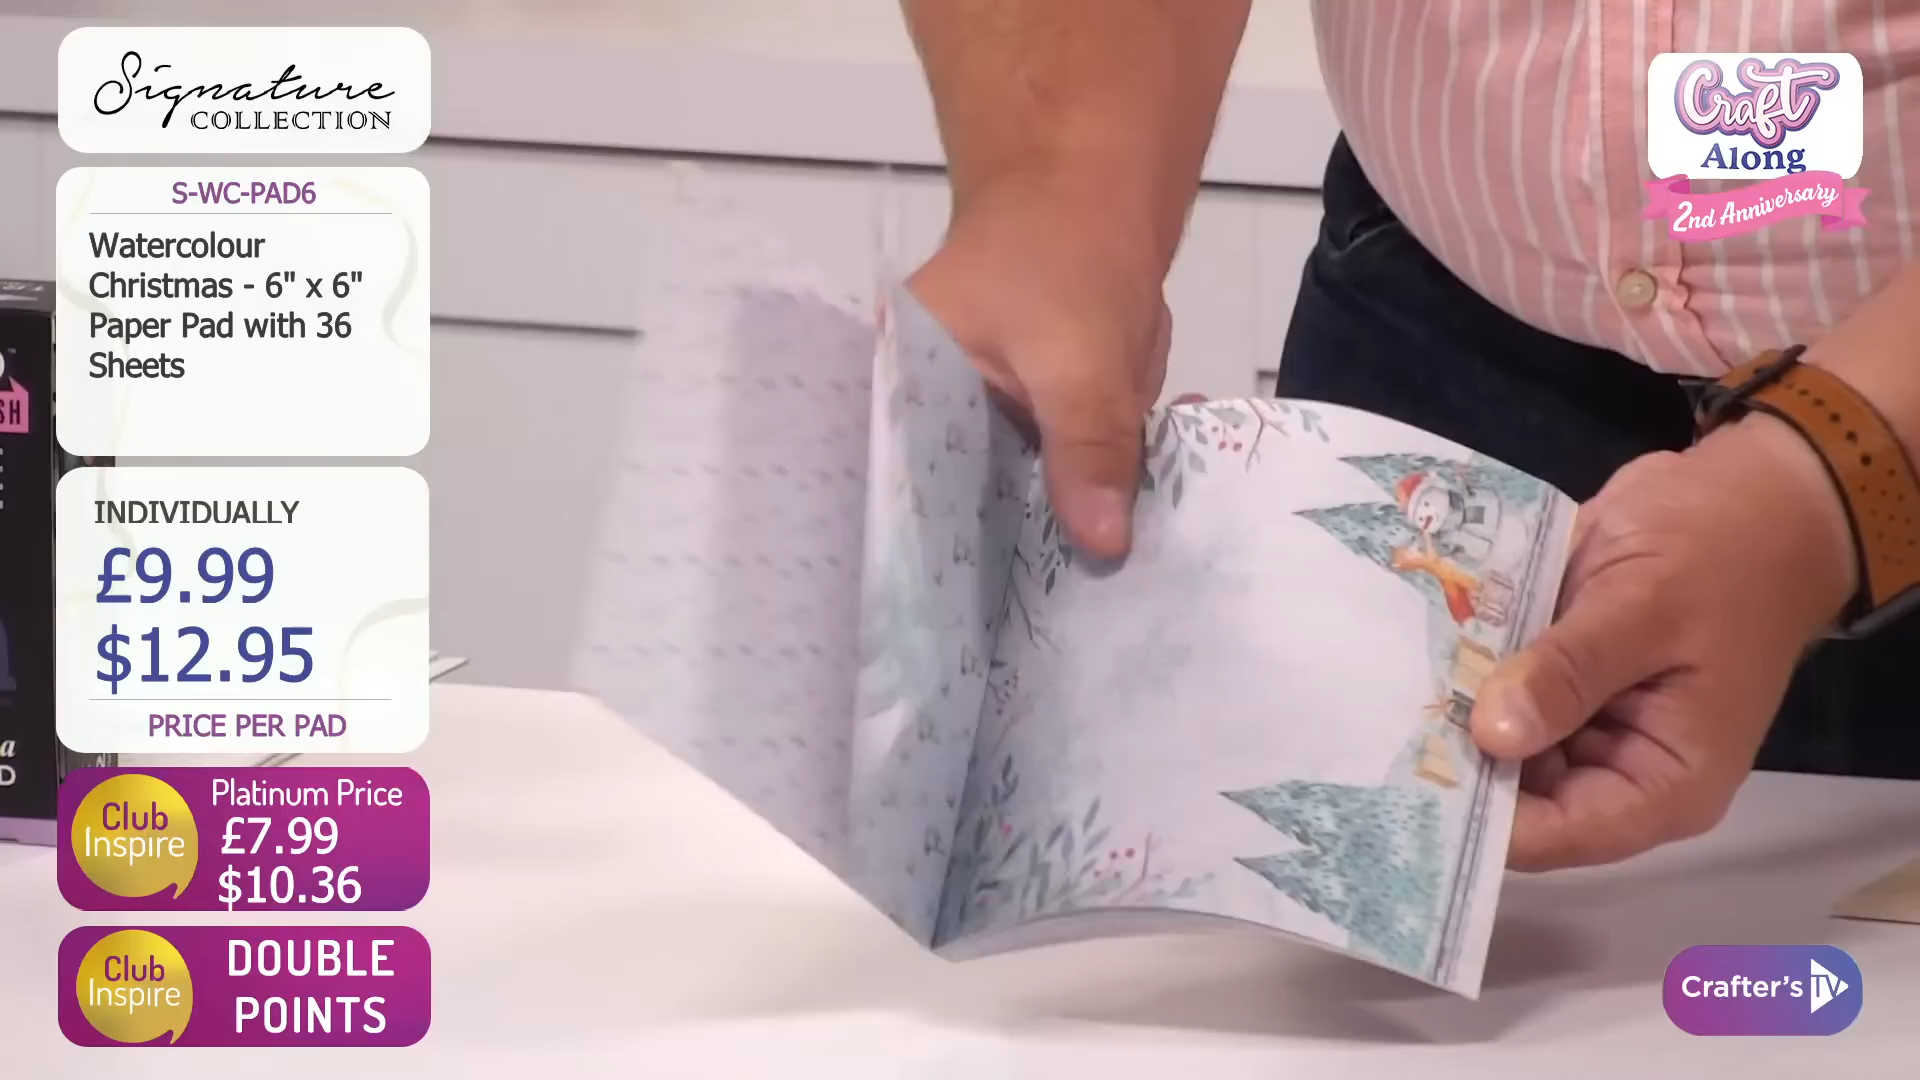 Signature
COLLECTION
S-WC-PAD6
Watercolour
Christmas - 6" x 6"
Paper Pad with 36
Sheets
INDIVIDUALLY
£9.99
$12.95
PRICE PER PAD
Club
Inspire
Platinum Price
£7.99
$10.36
Club
Inspire
DOUBLE
POINTS
Craft
Along
2nd Anniversary
Crafter's TV